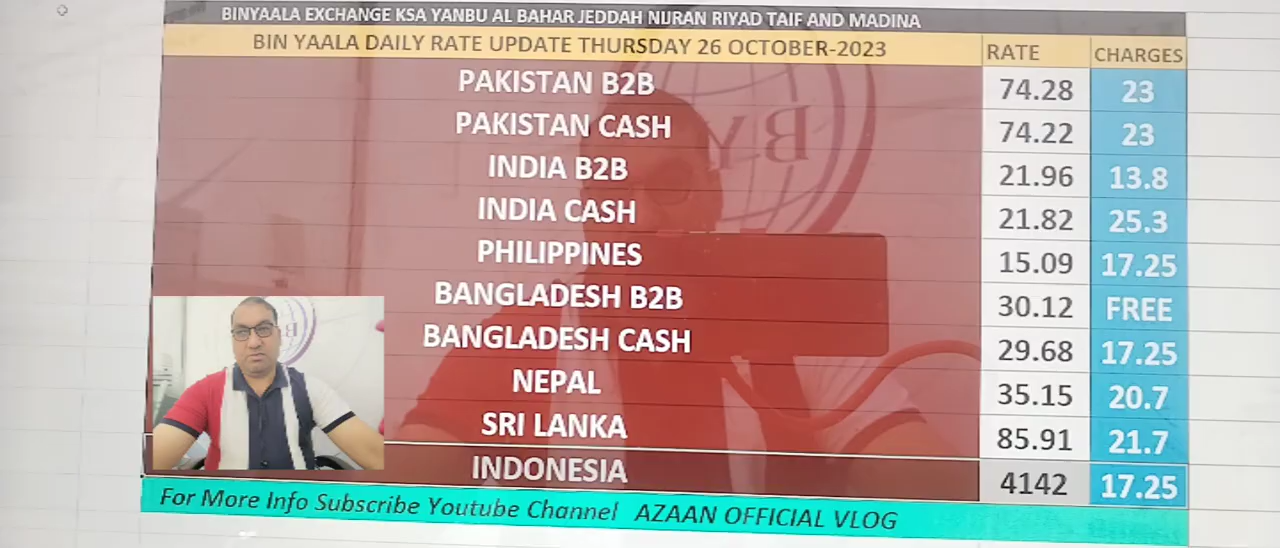 BINYAALA EXCHANGE KSA YANBU AL BAHAR JEDDAH NIJRAN RIYAD TAIF AND MADINA
BIN YAALA DAILY RATE UPDATE THURSDAY 26 OCTOBER-2023 RATE CHARGES
PAKISTAN B2B 74.28 23
PAKISTAN CASH 74.22 23
INDIA B2B 21.96 13.8
INDIA CASH 21.82 25.3
PHILIPPINES 15.09 17.25
BANGLADESH B2B 30.12 FREE
BANGLADESH CASH 29.68 17.25
NEPAL 35.15 20.7
SRI LANKA 85.91 21.7
INDONESIA 4142 17.25
For More Info Subscribe Youtube Channel AZAAN OFFICIAL VLOG
BY